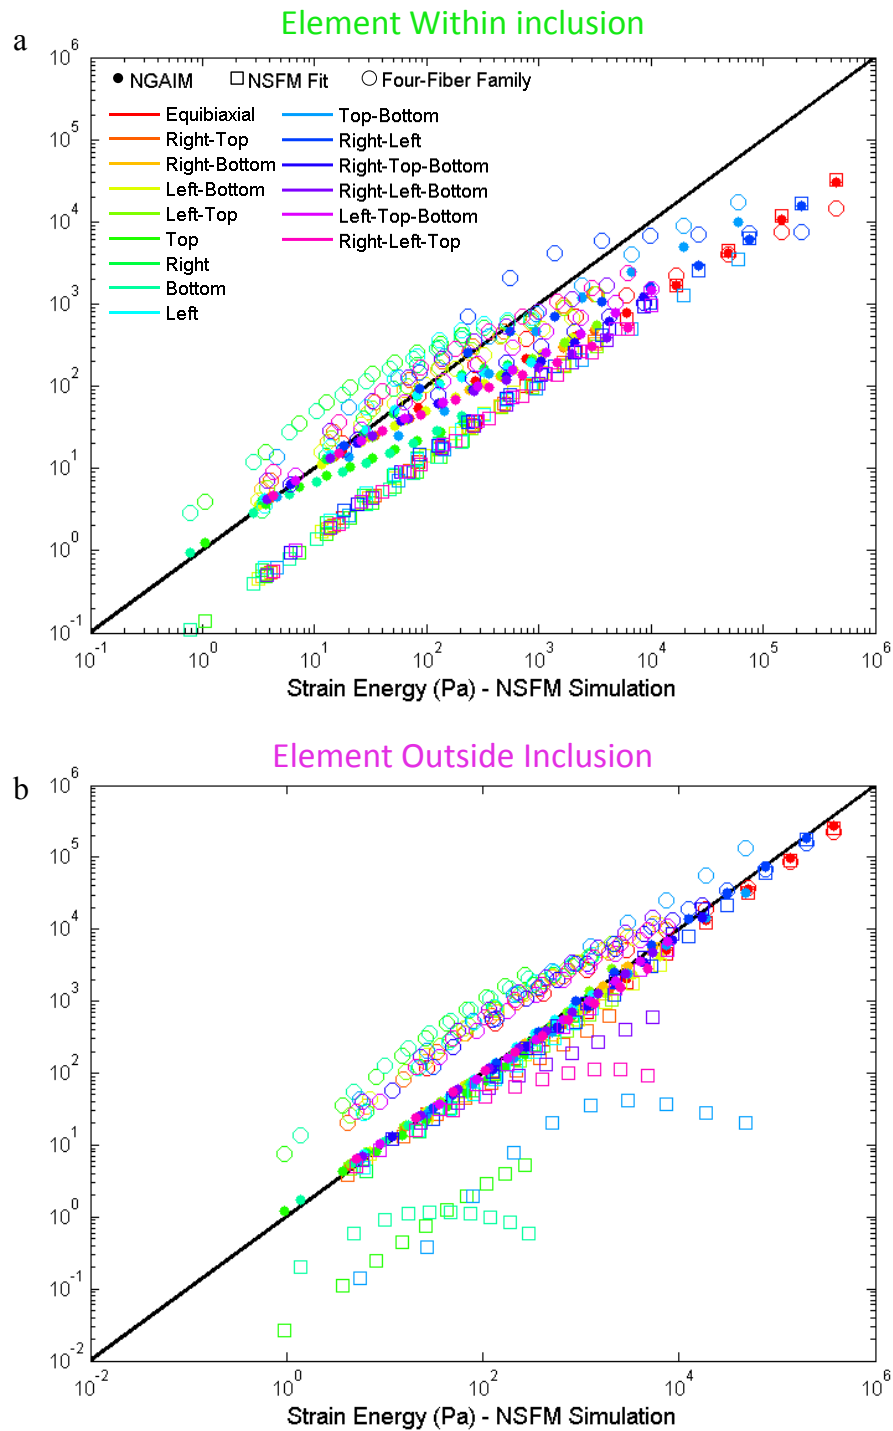 Element Within inclusion
a
10^6
10^5
10^4
10^3
10^2
10^1
10^0
10^-1
NGAIM
NSFM Fit
Four-Fiber Family
Equibiaxial
Right-Top
Right-Bottom
Left-Bottom
Left-Top
Top
Right
Bottom
Left
Top-Bottom
Right-Left
Right-Top-Bottom
Right-Left-Bottom
Left-Top-Bottom
Right-Left-Top
10^-1 10^0 10^1 10^2 10^3 10^4 10^5 10^6
Strain Energy (Pa) - NSFM Simulation
Element Outside Inclusion
b
10^6
10^5
10^4
10^3
10^2
10^1
10^0
10^-1
10^-2
10^-2 10^0 10^2 10^4 10^6
Strain Energy (Pa) - NSFM Simulation